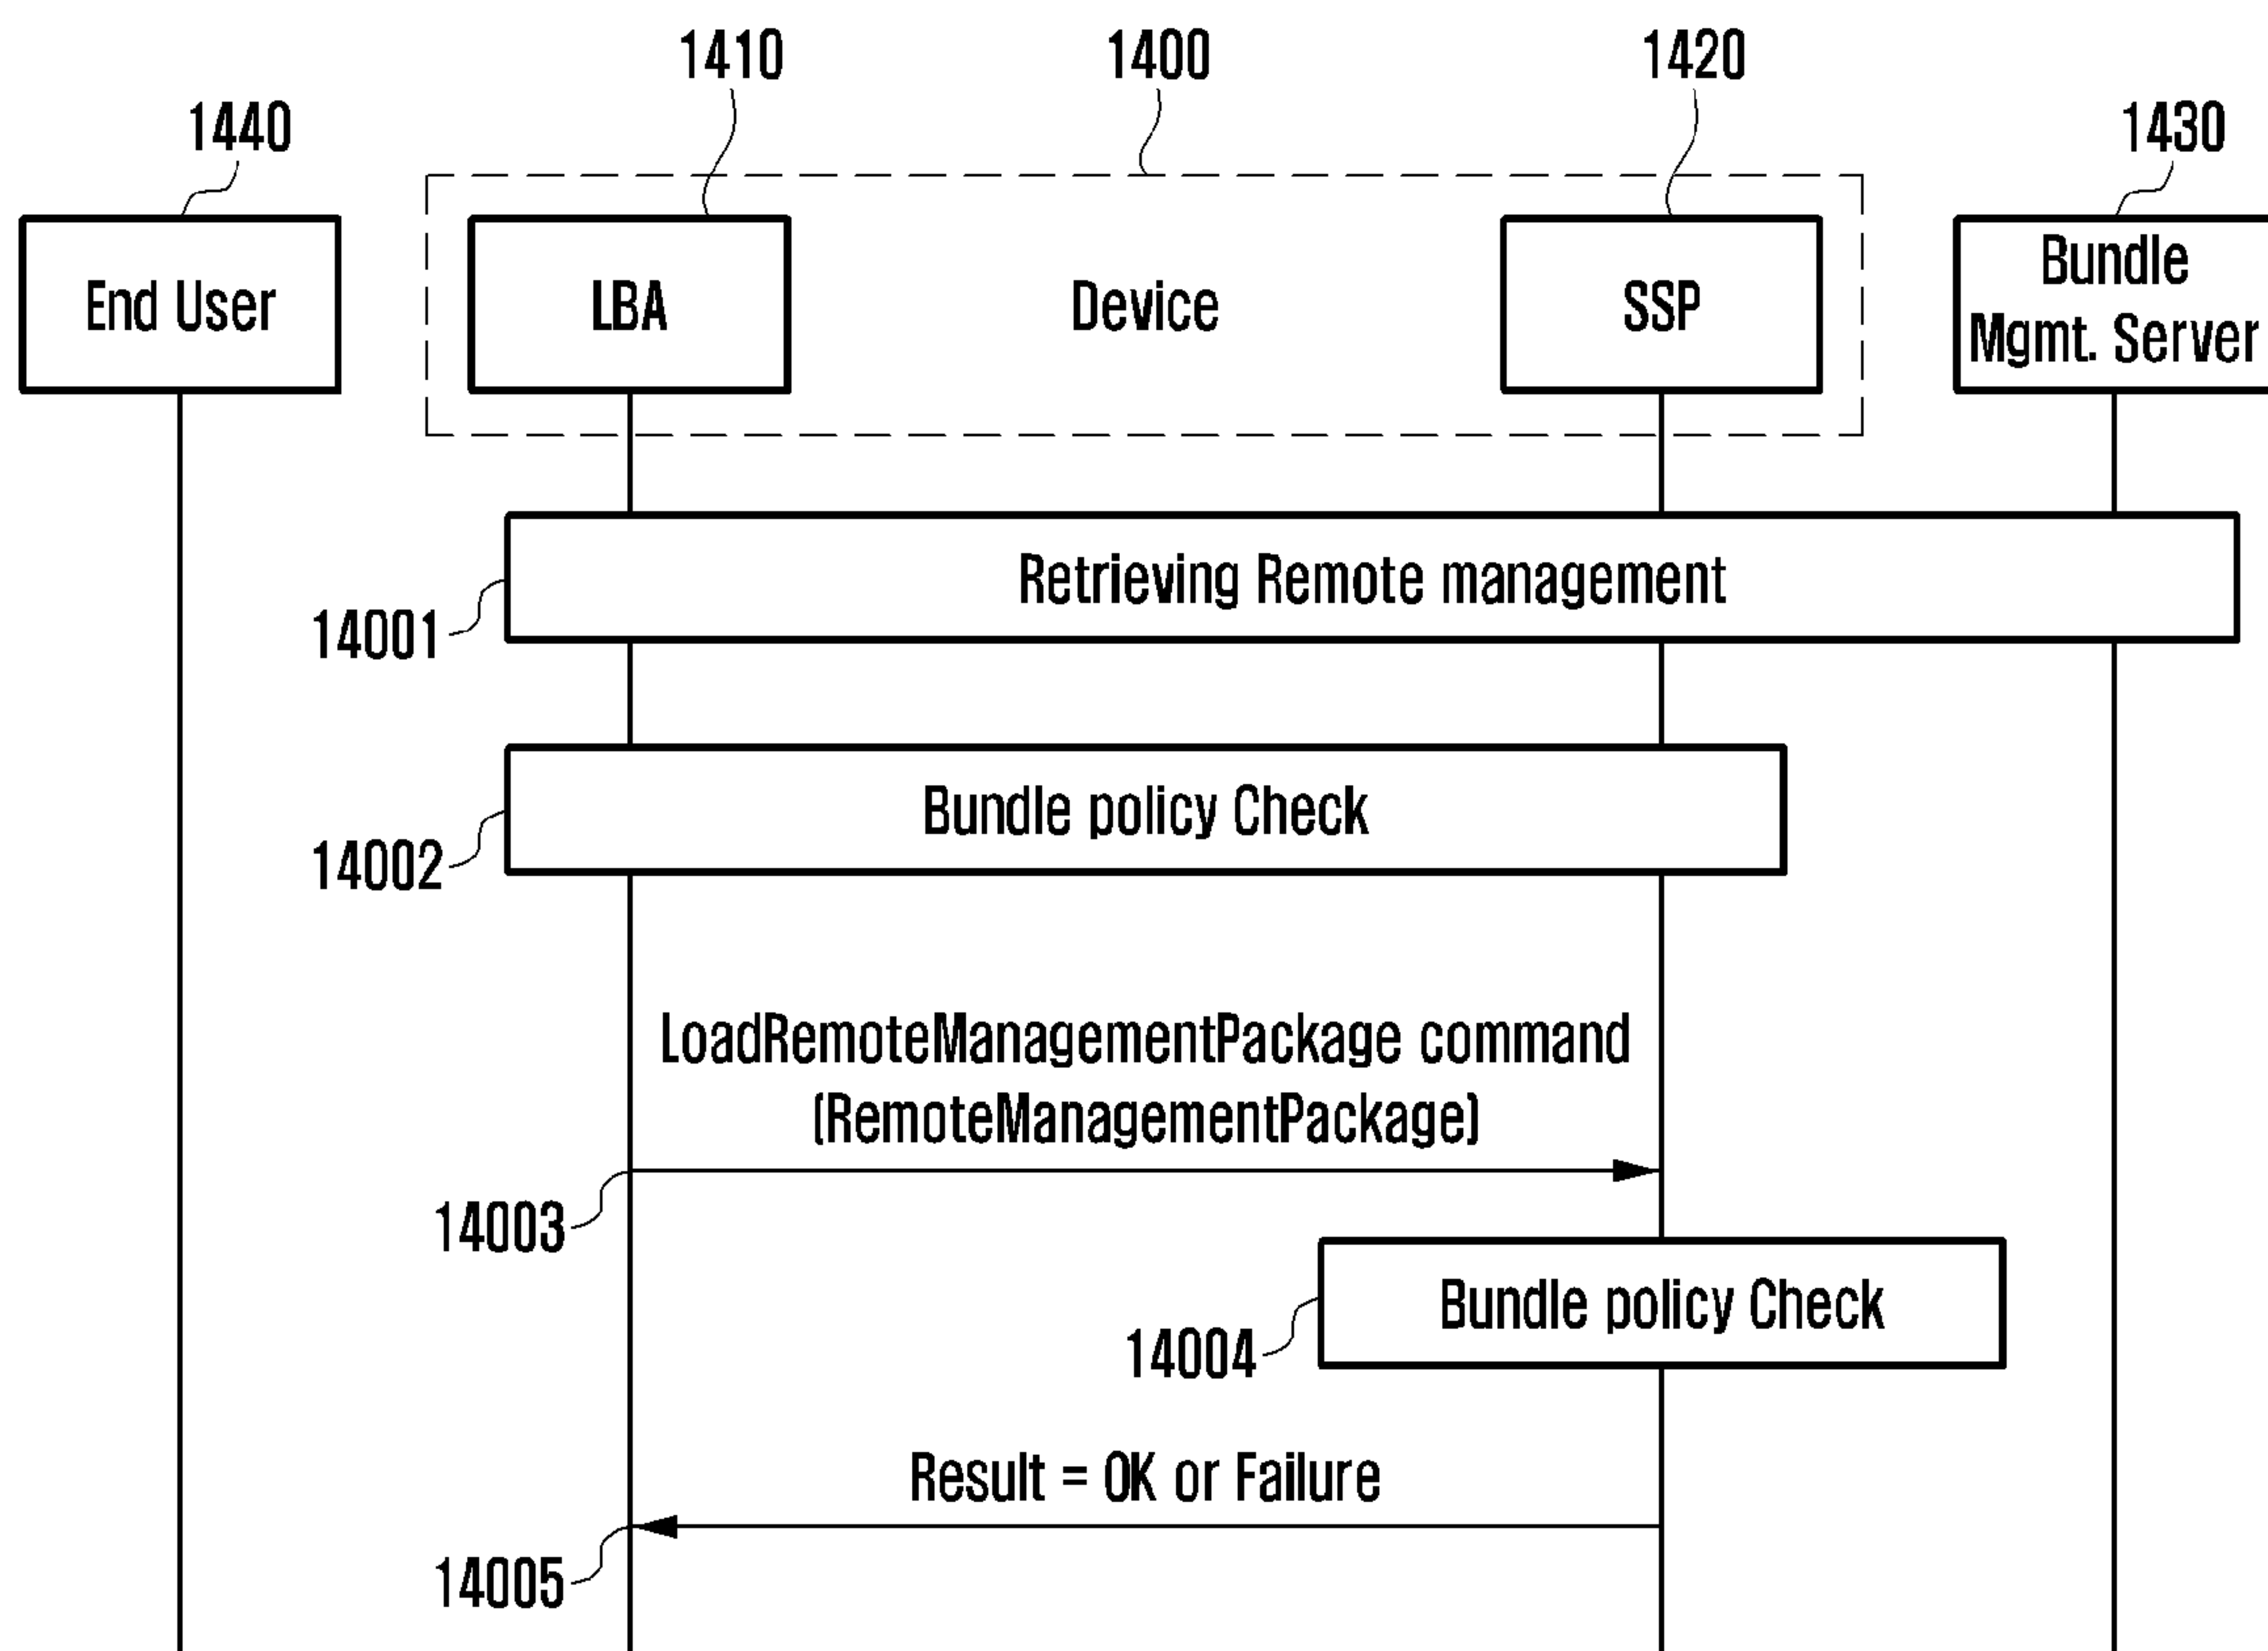 1410
1400
1420
1440
1430
End User
LBA
Device
SSP
Bundle
Mgmt. Server
Retrieving Remote management
14001
Bundle policy Check
14002
LoadRemoteManagementPackage command
(RemoteManagementPackage)
14003
Bundle policy Check
14004
Result = OK or Failure
14005